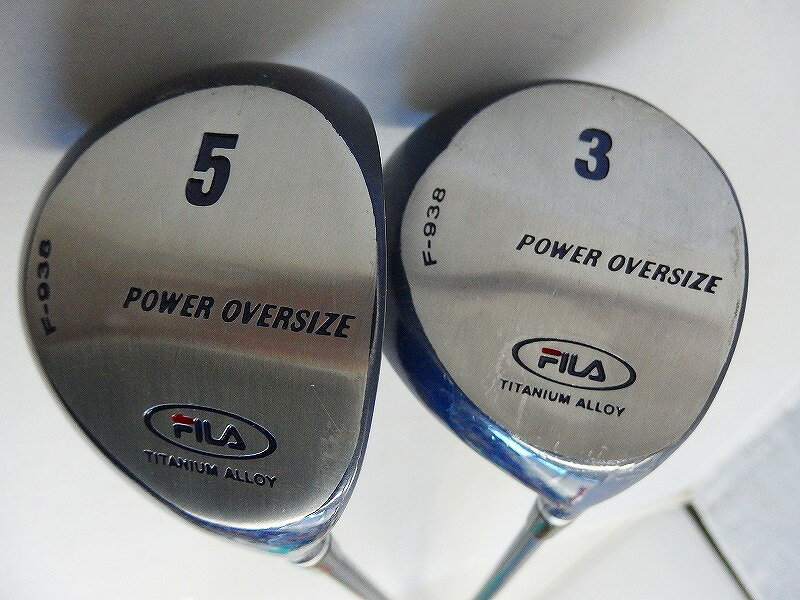 5
F-938
POWER OVERSIZE
FILA
TITANIUM ALLOY
3
F-938
POWER OVERSIZE
FILA
TITANIUM ALLOY